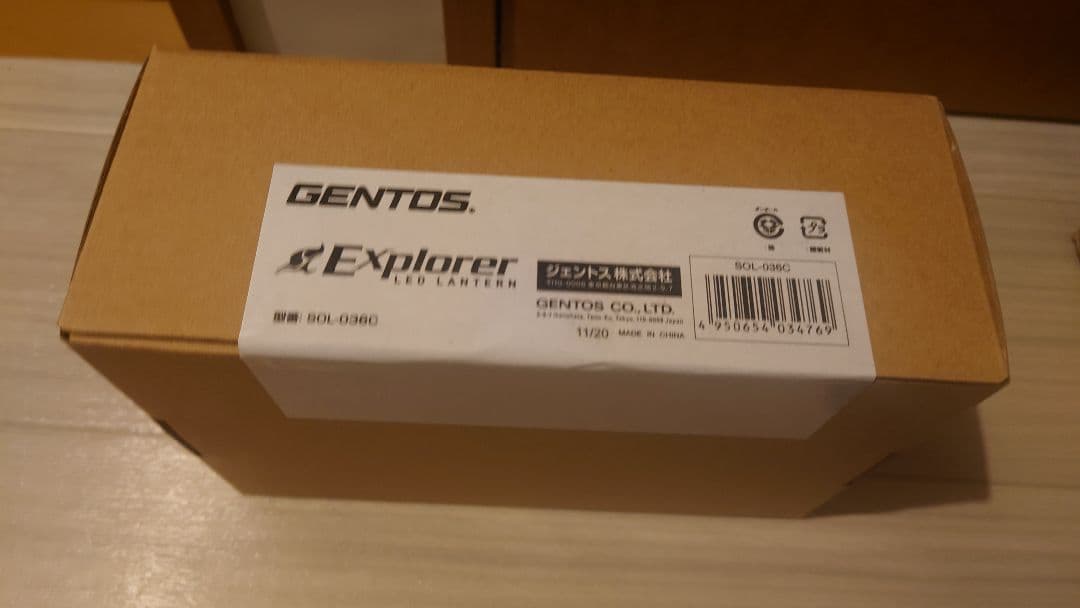 GENTOS.
Explorer
LED LANTERN
型番: SOL-036C
ジェントス株式会社
GENTOS CO.,LTD.
11/20 MADE IN CHINA
SOL-036C
4 950654 034769